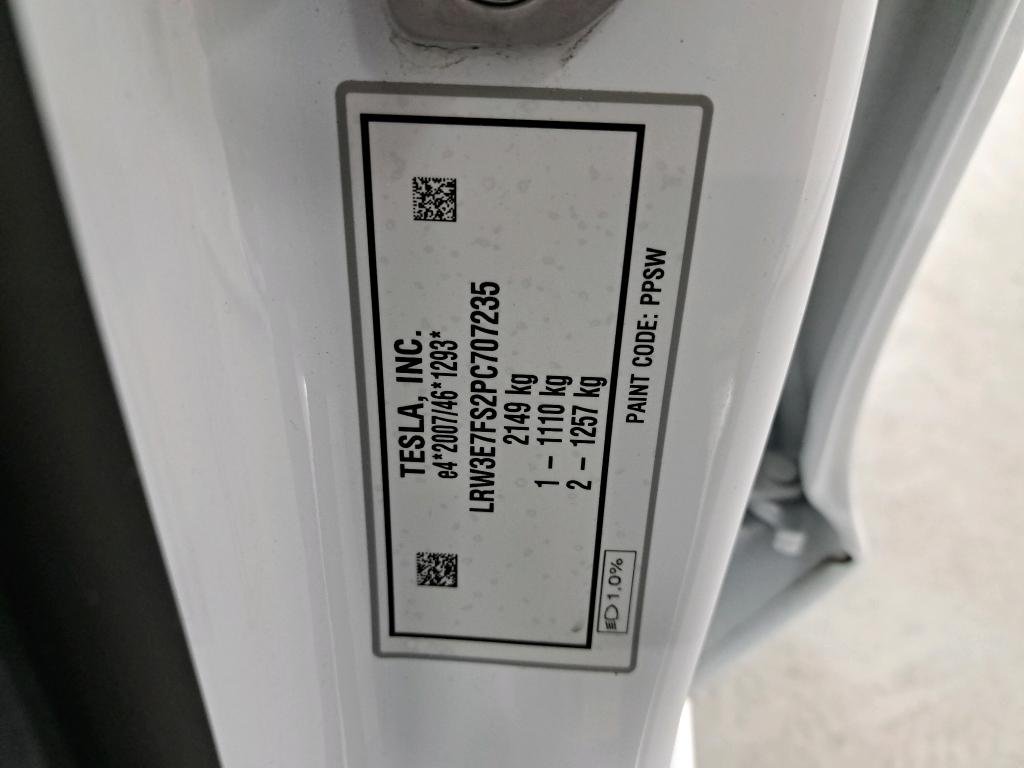 TESLA, INC.
e4*2007/46*1293*
LRW3E7FS2PC707235
2149 kg
1 – 1110 kg
2 – 1257 kg
1,0%
PAINT CODE: PPSW